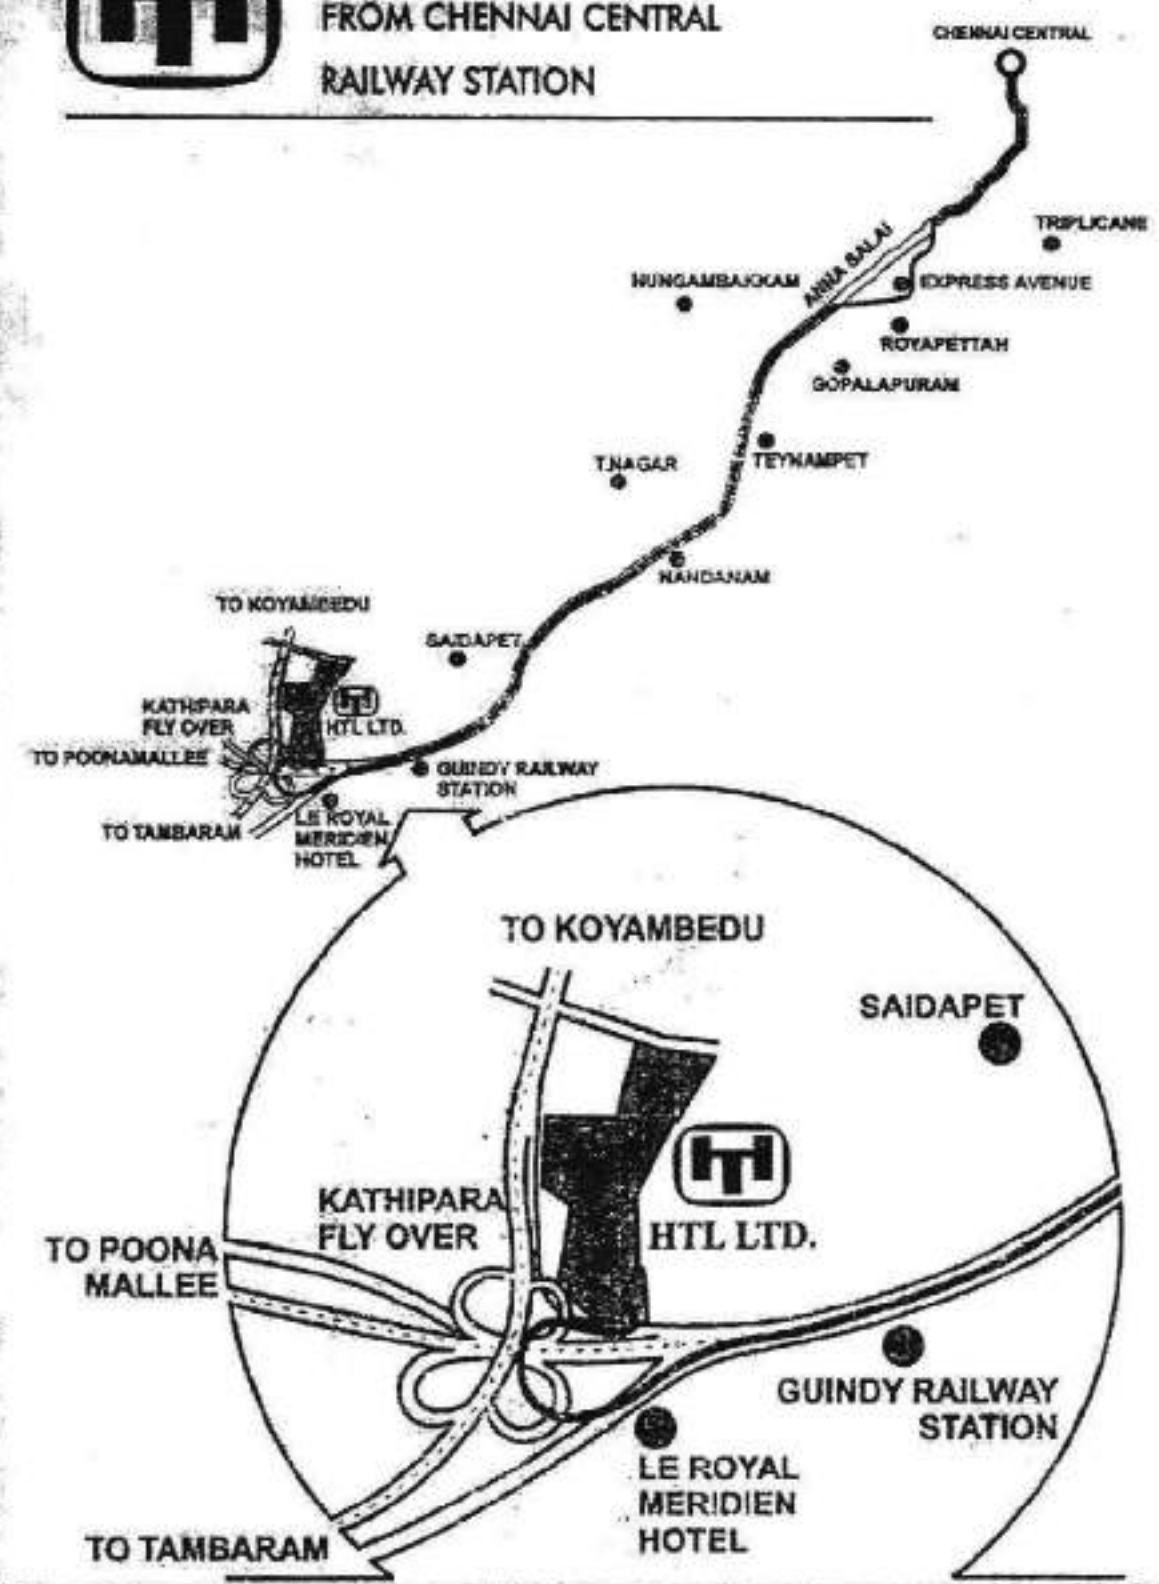 FROM CHENNAI CENTRAL
RAILWAY STATION
CHENNAI CENTRAL
TRIPLICANE
ANNA SALAI
NUNGAMBAKKAM
EXPRESS AVENUE
ROYAPETTAH
GOPALAPURAM
TEYNAMPET
T.NAGAR
NANDANAM
TO KOYAMBEDU
SAIDAPET
KATHIPARA
FLY OVER
HTL LTD.
TO POONAMALLEE
GUINDY RAILWAY
STATION
TO TAMBARAM
LE ROYAL
MERIDIEN
HOTEL
TO KOYAMBEDU
SAIDAPET
KATHIPARA
FLY OVER
HTL LTD.
TO POONA
MALLEE
GUINDY RAILWAY
STATION
LE ROYAL
MERIDIEN
HOTEL
TO TAMBARAM